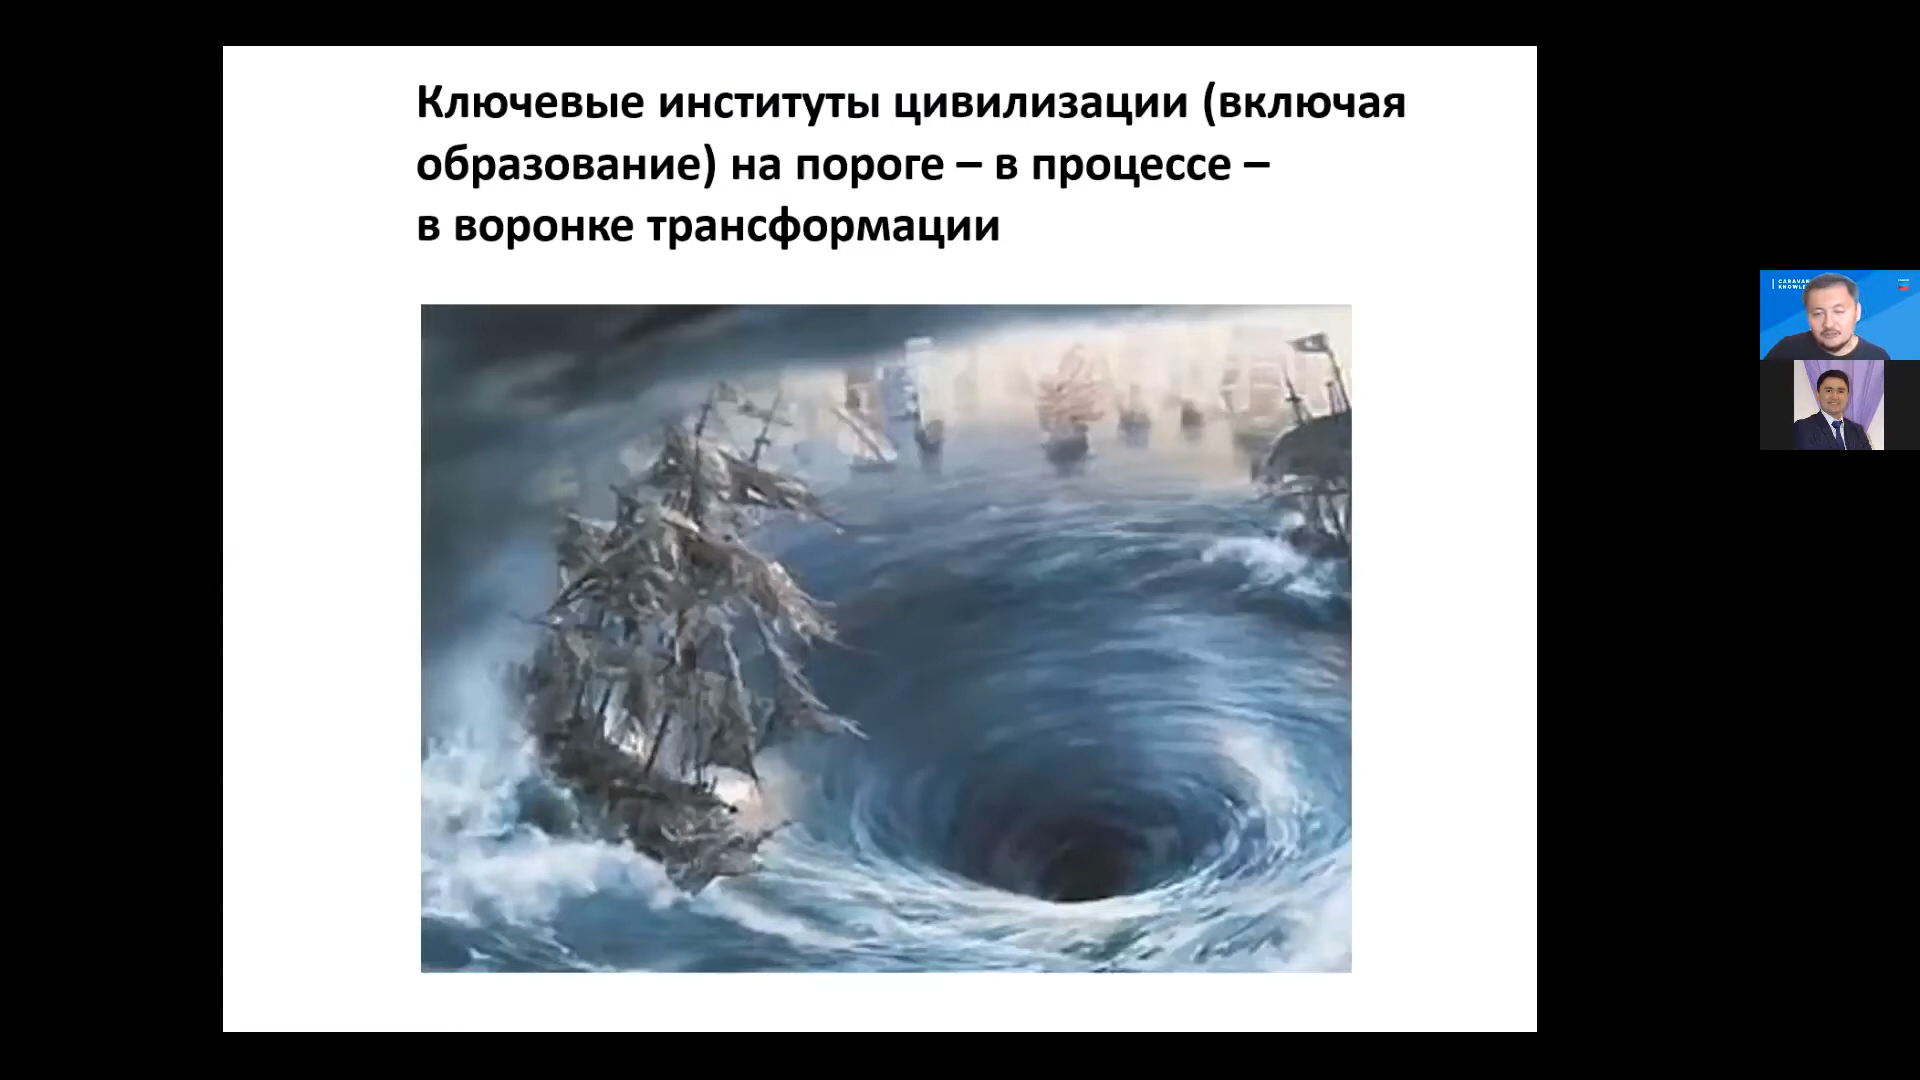 Ключевые институты цивилизации (включая
образование) на пороге – в процессе –
в воронке трансформации